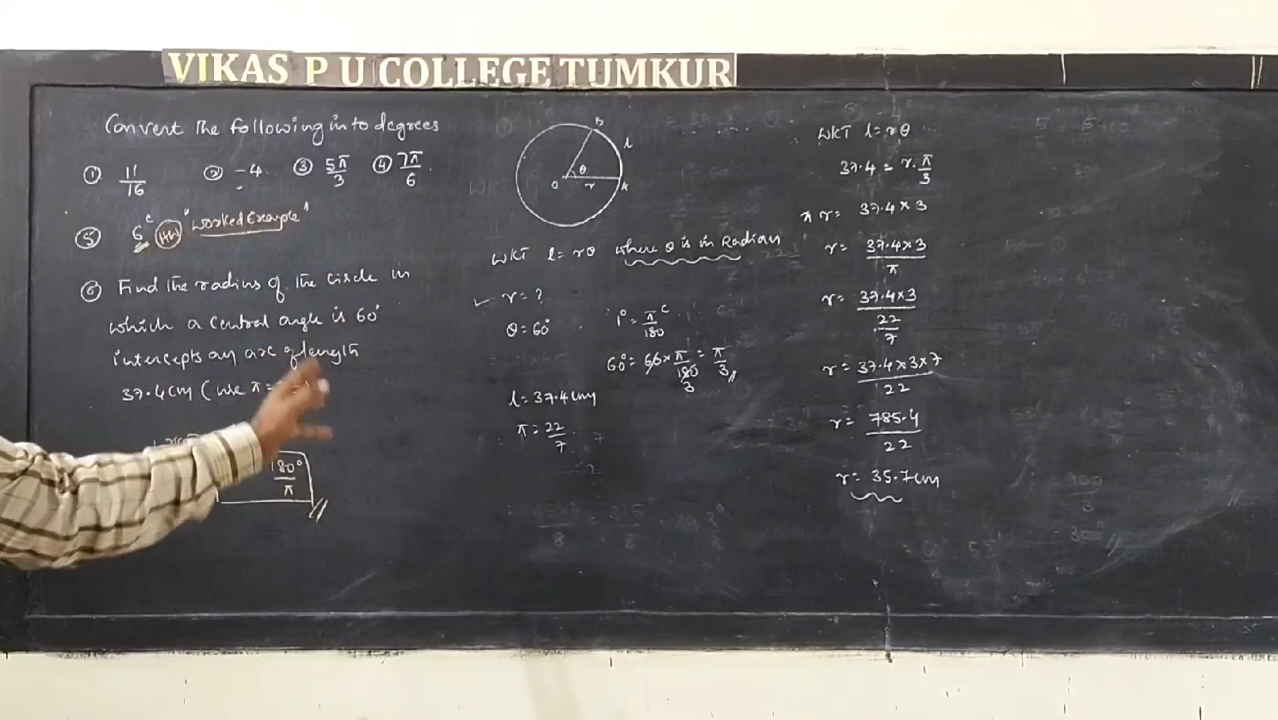 VIKAS P U COLLEGE TUMKUR
Convert the following into degrees
① 11/16 ② -4 ③ 5π/3 ④ 7π/6
⑤ 6ᶜ HW "Worked Example"
⑥ Find the radius of the circle in
which a central angle is 60°
intercepts an arc of length
37.4cm (use π =
180°/π
B
l
θ
O r A
WKT l = rθ where θ is in Radian
✓ r = ?
θ = 60°
1° = πᶜ/180
60° = 60 × π/180 = π/3
3
l = 37.4cm
π = 22/7
WKT l = rθ
37.4 = r.π/3
π r = 37.4 × 3
r = 37.4×3/π
r = 37.4×3/22/7
r = 37.4×3×7/22
r = 785.4/22
r = 35.7cm